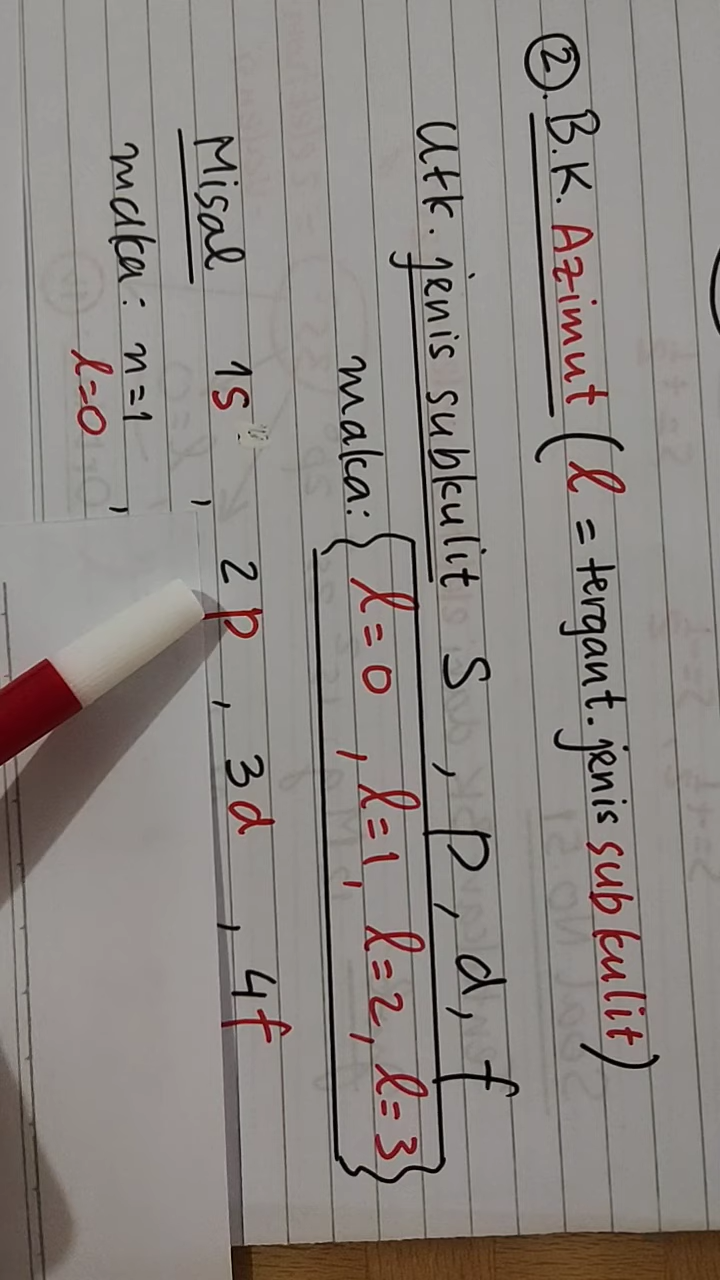 ②. B.K. Azimut (l = tergant. jenis subkulit)
Utk. jenis subkulit s, p, d, f
maka: {l=0, l=1, l=2, l=3}
Misal 1s, 2p, 3d, 4f
maka: n=1,
l=0